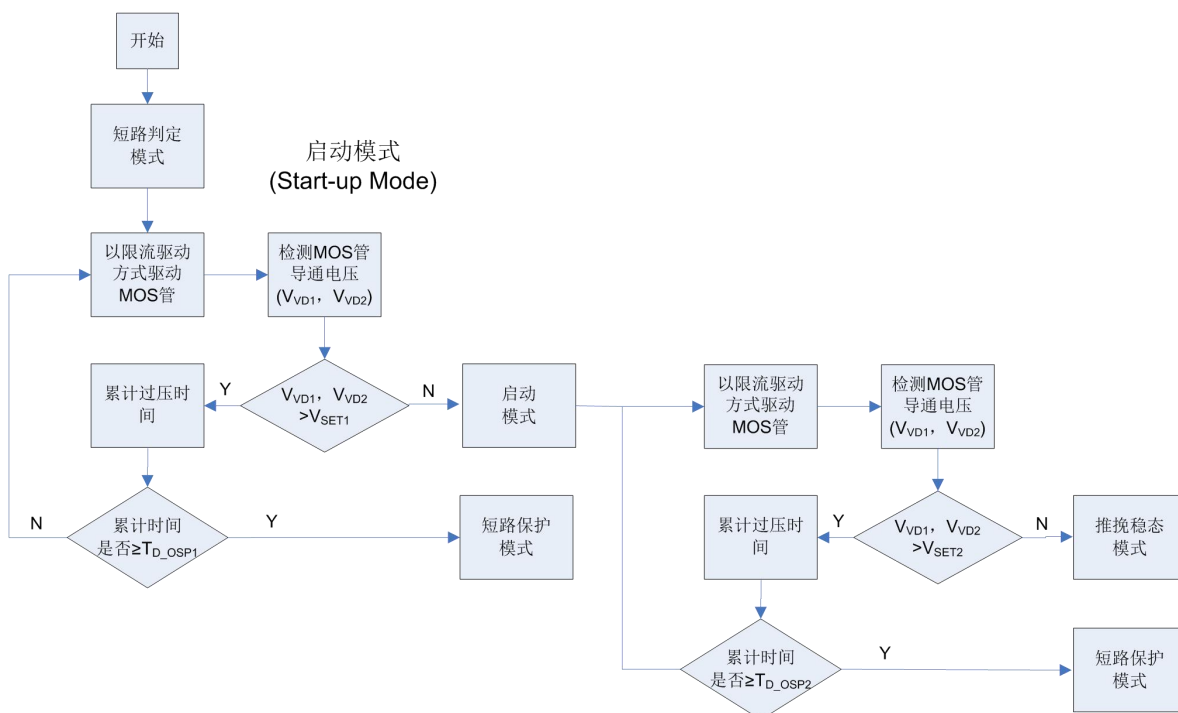 开始
短路判定
模式
启动模式
(Start-up Mode)
以限流驱动
方式驱动
MOS管
检测MOS管
导通电压
(VVD1，VVD2)
累计过压时
间
Y
VVD1，VVD2
>VSET1
N
启动
模式
以限流驱动
方式驱动
MOS管
检测MOS管
导通电压
(VVD1，VVD2)
N
累计时间
是否≥TD_OSP1
Y
短路保护
模式
累计过压时
间
Y
VVD1，VVD2
>VSET2
N
推挽稳态
模式
累计时间
是否≥TD_OSP2
Y
短路保护
模式